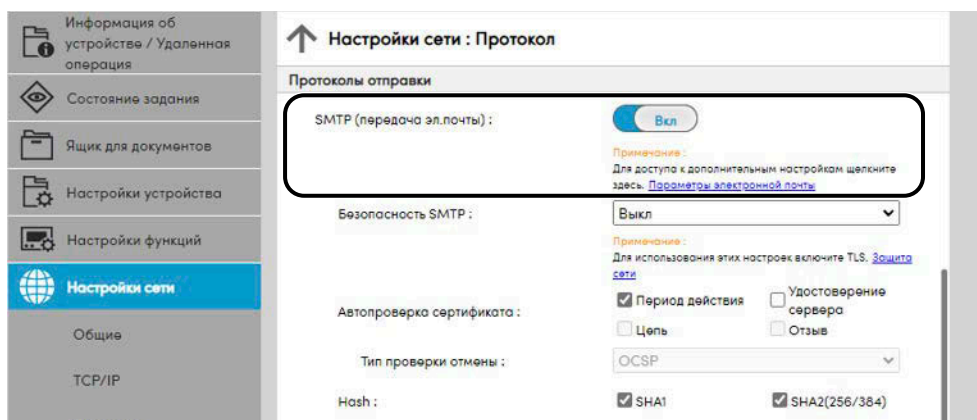 Информация об
устройстве / Удаленная
операция
Состояние задания
Ящик для документов
Настройки устройства
Настройки функций
Настройки сети
Общие
TCP/IP
Настройки сети : Протокол
Протоколы отправки
SMTP (передача эл.почты) :
Вкл
Примечание :
Для доступа к дополнительным настройкам щелкните
здесь. Параметры электронной почты
Безопасность SMTP :
Выкл
Примечание :
Для использования этих настроек включите TLS. Защита
сети
Автопроверка сертификата :
Период действия
Удостоверение
сервера
Цепь
Отзыв
Тип проверки отмены :
OCSP
Hash :
SHA1
SHA2(256/384)